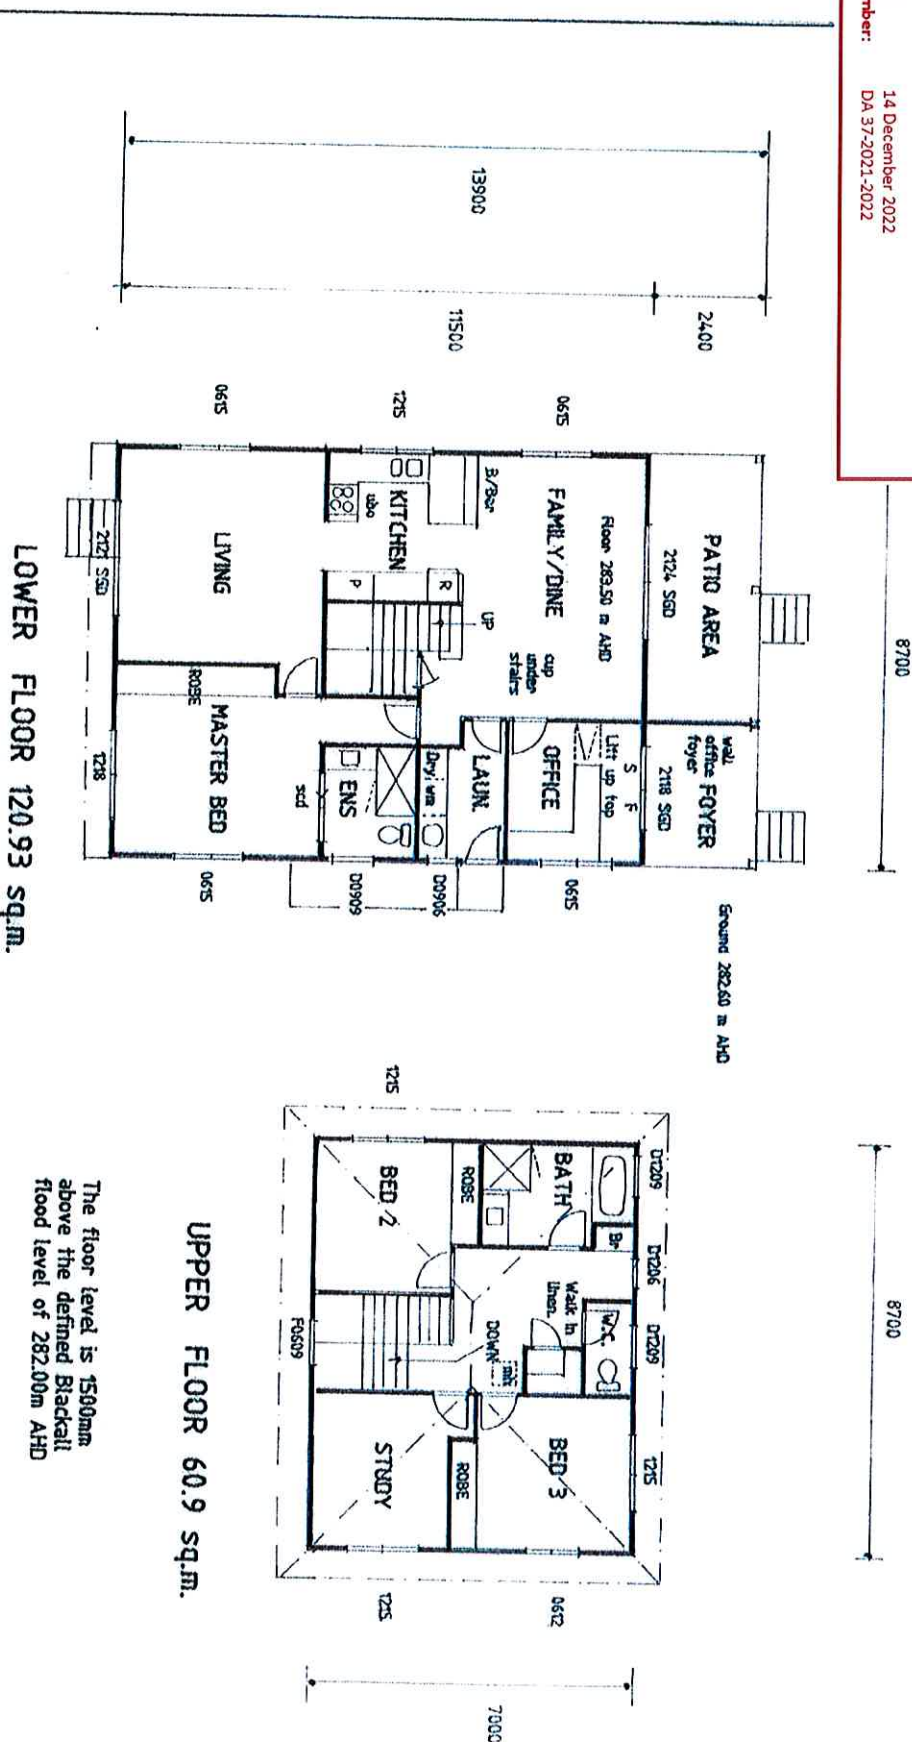 mber:
14 December 2022
DA 37-2021-2022
13900
11500
2400
8700
0615
1215
0615
PATIO AREA
2124 SGD
wall
office FOYER
foyer
2118 SGD
Floor 283.50 m AHD
FAMILY/DINE
B/Bar
KITCHEN
ubo
R
P
UP
cup
under
stairs
S F
Lift up top
OFFICE
LAUN.
Dry/wm
ENS
scd
LIVING
ROBE
MASTER BED
2121 SGD
1218
0615
D0909
D0906
0615
Ground 282.60 m AHD
LOWER FLOOR 120.93 sq.m.
8700
7000
D1209
D1206
D1209
1215
1215
BATH
Br
W.C.
Walk in
linen.
ROBE
BED 2
DOWN
mh
BED 3
ROBE
STUDY
F0609
1215
0612
UPPER FLOOR 60.9 sq.m.
The floor level is 1500mm
above the defined Blackall
flood level of 282.00m AHD